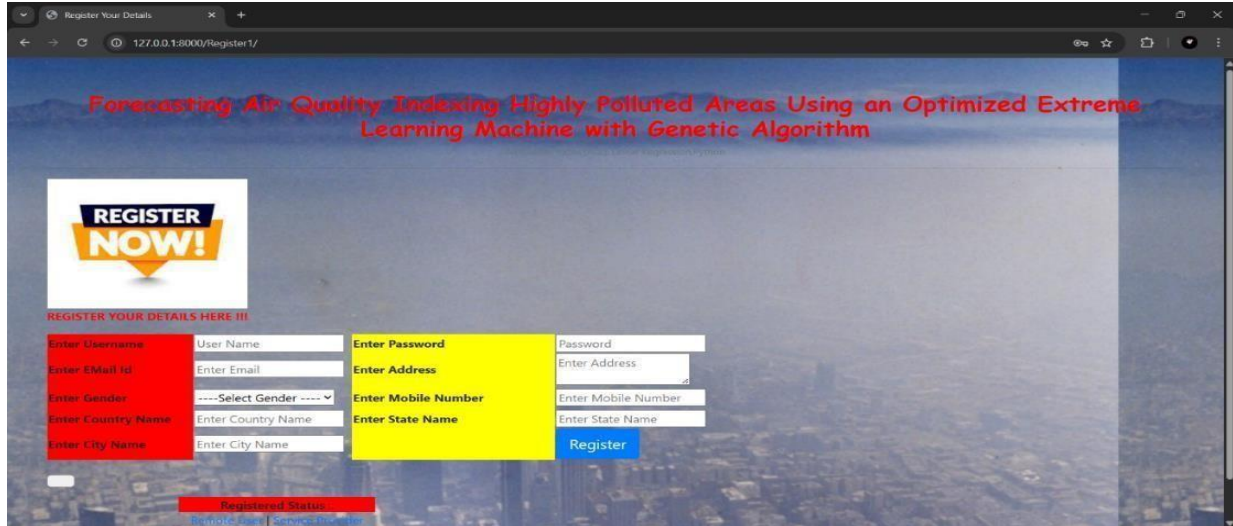 Register Your Details
127.0.0.1:8000/Register1/
Forecasting Air Quality Indexing Highly Polluted Areas Using an Optimized Extreme
Learning Machine with Genetic Algorithm
REGISTER
NOW!
REGISTER YOUR DETAILS HERE !!!
Enter Username User Name Enter Password Password
Enter EMail Id Enter Email Enter Address Enter Address
Enter Gender ----Select Gender ---- Enter Mobile Number Enter Mobile Number
Enter Country Name Enter Country Name Enter State Name Enter State Name
Enter City Name Enter City Name Register
Registered Status..
Remote User | Service Provider